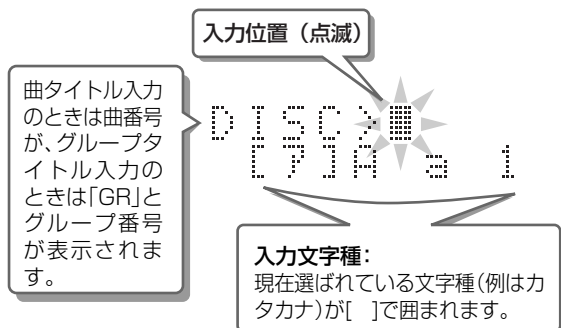 入力位置（点滅）
曲タイトル入力
のときは曲番号
が、グループタ
イトル入力の
ときは「GR」と
グループ番号
が表示されま
す。
DISC>
[ｱ]A a 1
入力文字種：
現在選ばれている文字種（例はカ
タカナ）が[　]で囲まれます。